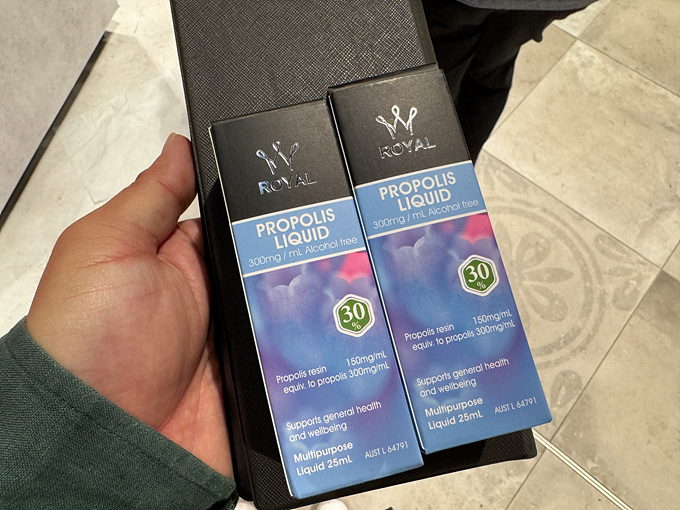 ROYAL
PROPOLIS
LIQUID
300mg / mL Alcohol free
30
%
Propolis resin 150mg/mL
equiv. to propolis 300mg/mL
Supports general health
and wellbeing
Multipurpose
Liquid 25mL AUST L 64791
ROYAL
PROPOLIS
LIQUID
300mg / mL Alcohol free
30
%
Propolis resin 150mg/mL
equiv. to propolis 300mg/mL
Supports general health
and wellbeing
Multipurpose
Liquid 25mL AUST L 64791